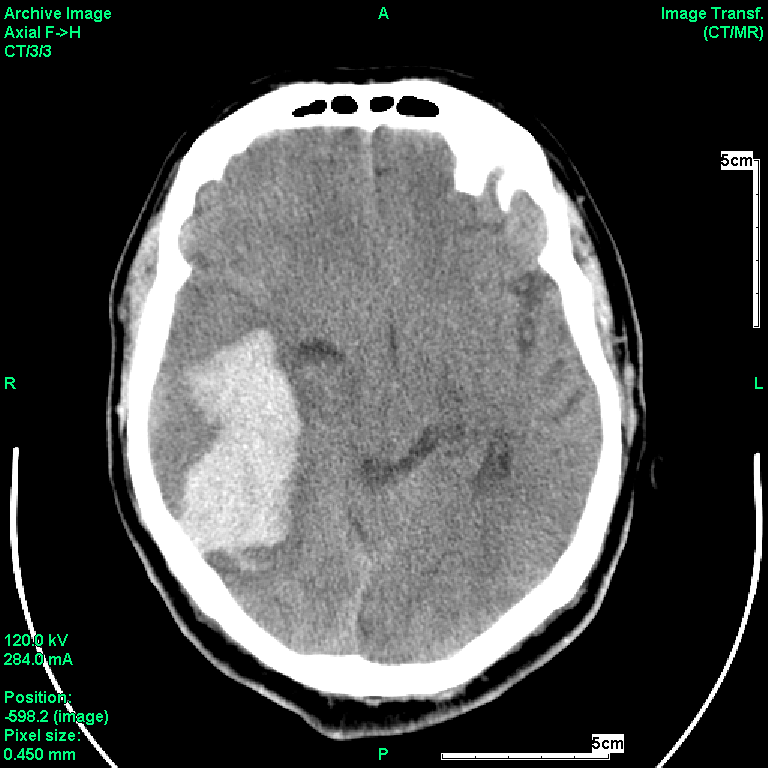 Archive Image
Axial F->H
CT/3/3
A
Image Transf.
(CT/MR)
5cm
R
L
120.0 kV
284.0 mA
Position:
-598.2 (image)
Pixel size:
0.450 mm
P
5cm